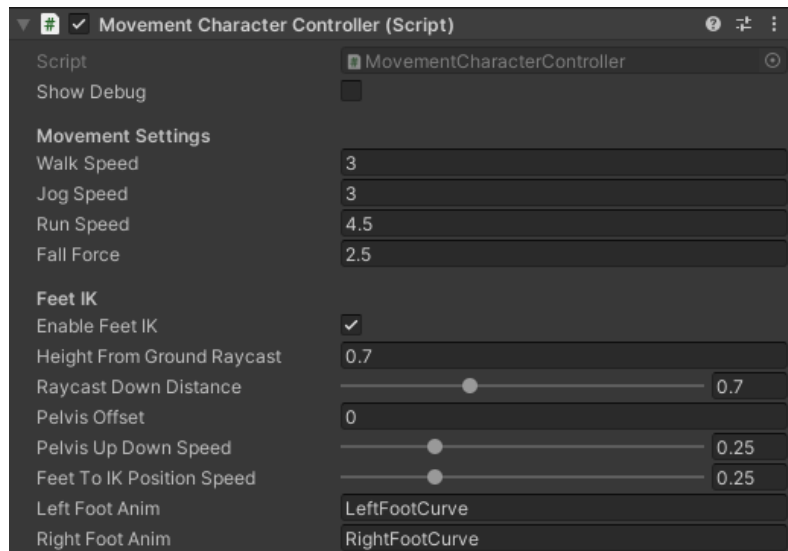 Movement Character Controller (Script)
Script MovementCharacterController
Show Debug
Movement Settings
Walk Speed 3
Jog Speed 3
Run Speed 4.5
Fall Force 2.5
Feet IK
Enable Feet IK
Height From Ground Raycast 0.7
Raycast Down Distance 0.7
Pelvis Offset 0
Pelvis Up Down Speed 0.25
Feet To IK Position Speed 0.25
Left Foot Anim LeftFootCurve
Right Foot Anim RightFootCurve